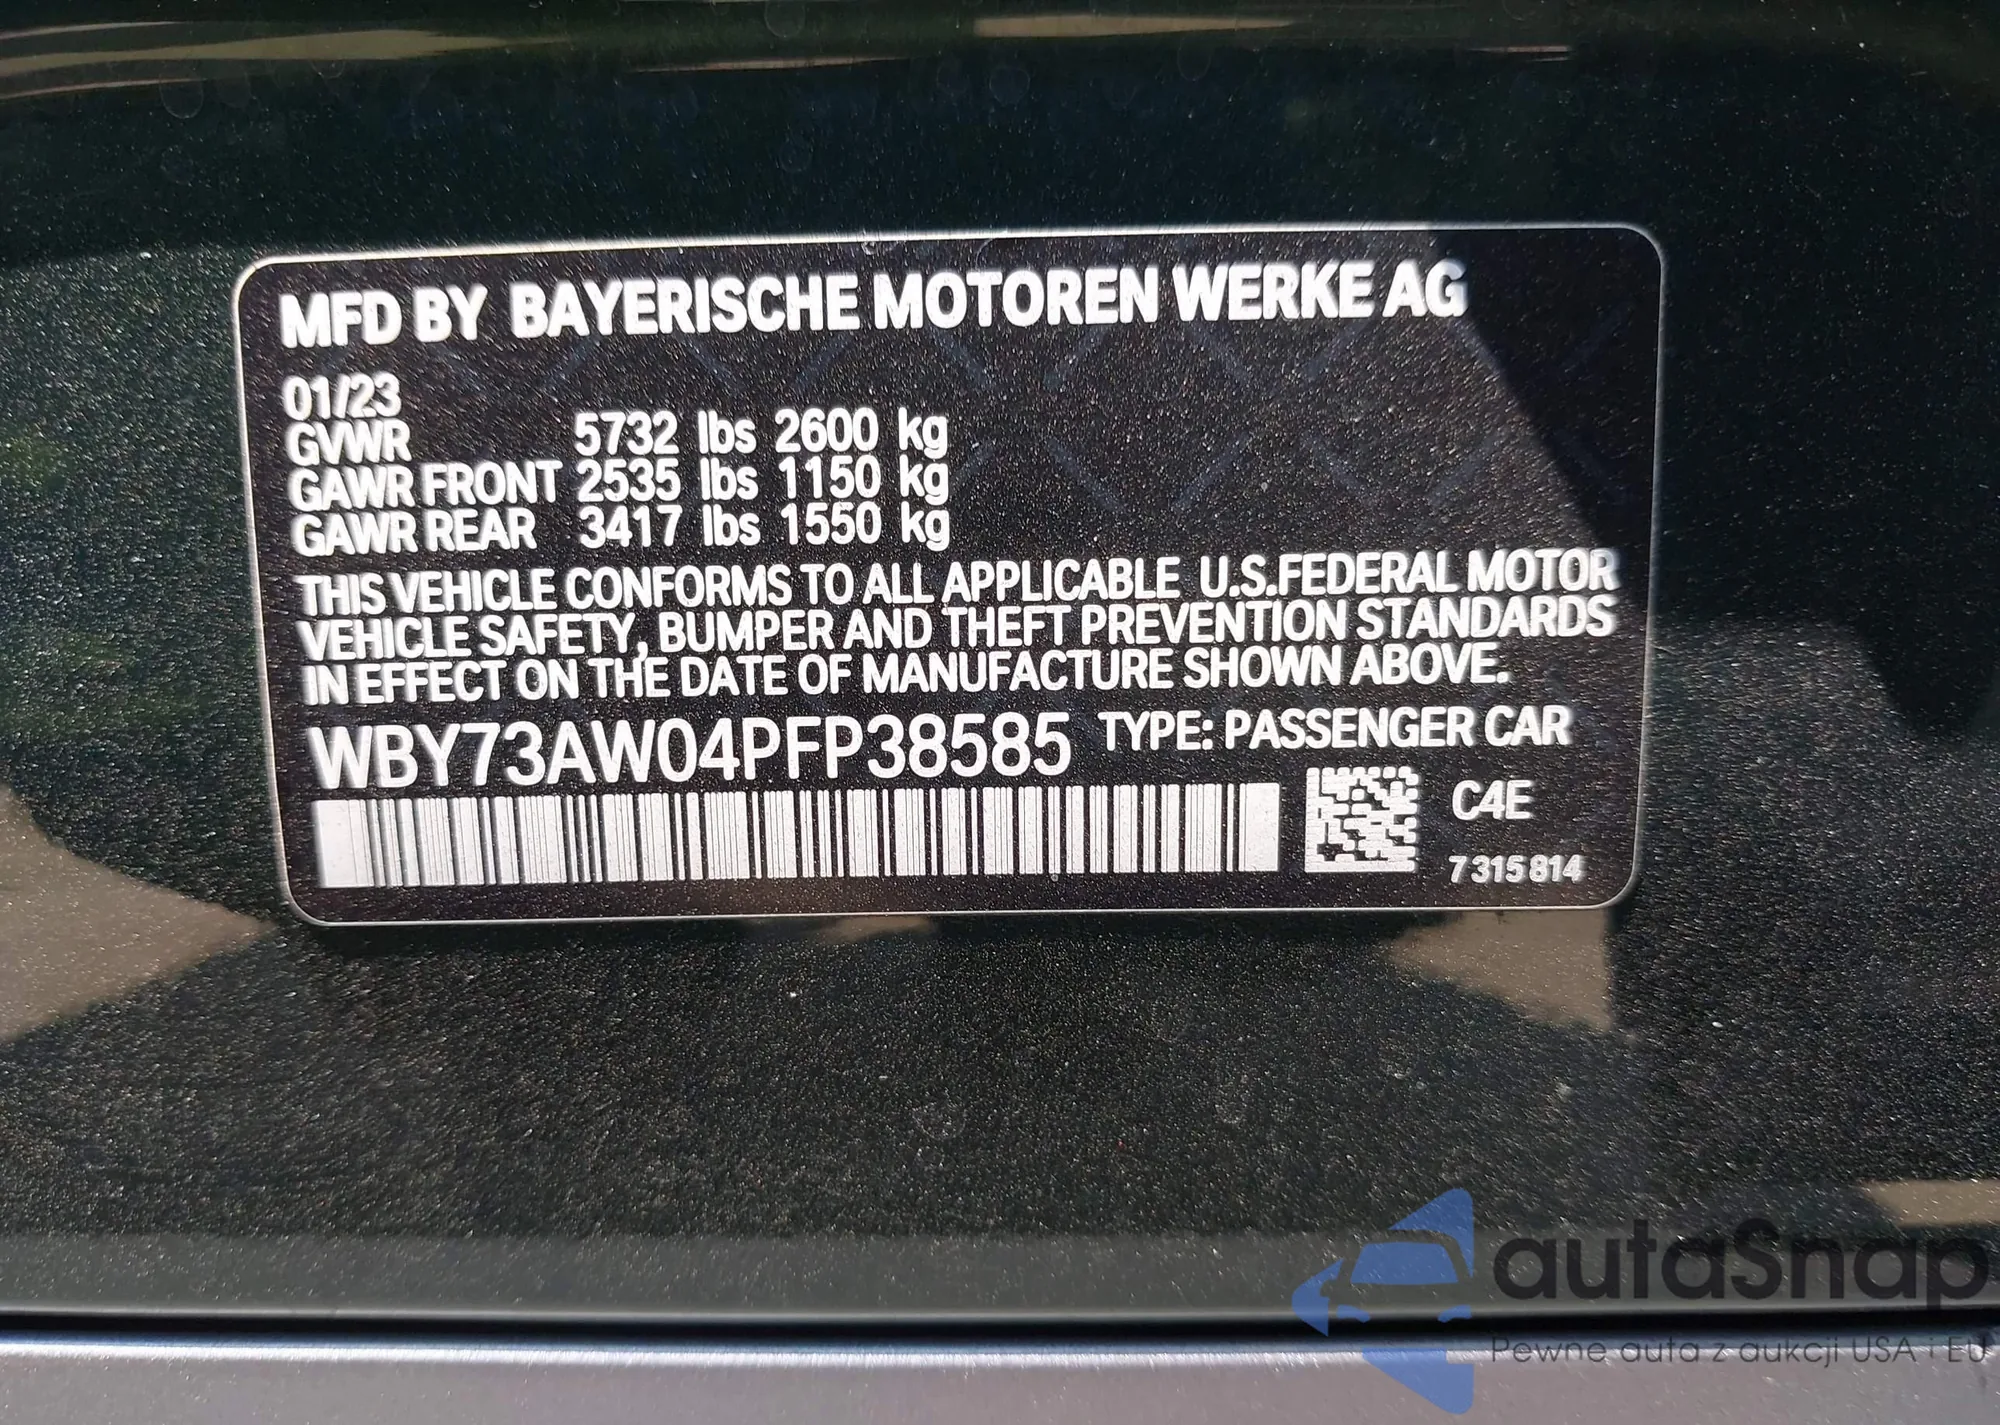 MFD BY BAYERISCHE MOTOREN WERKE AG
01/23
GVWR 5732 lbs 2600 kg
GAWR FRONT 2535 lbs 1150 kg
GAWR REAR 3417 lbs 1550 kg
THIS VEHICLE CONFORMS TO ALL APPLICABLE U.S.FEDERAL MOTOR
VEHICLE SAFETY, BUMPER AND THEFT PREVENTION STANDARDS
IN EFFECT ON THE DATE OF MANUFACTURE SHOWN ABOVE.
WBY73AW04PFP38585 TYPE: PASSENGER CAR
C4E
7315814
autaSnap
Pewne auta z aukcji USA i EU